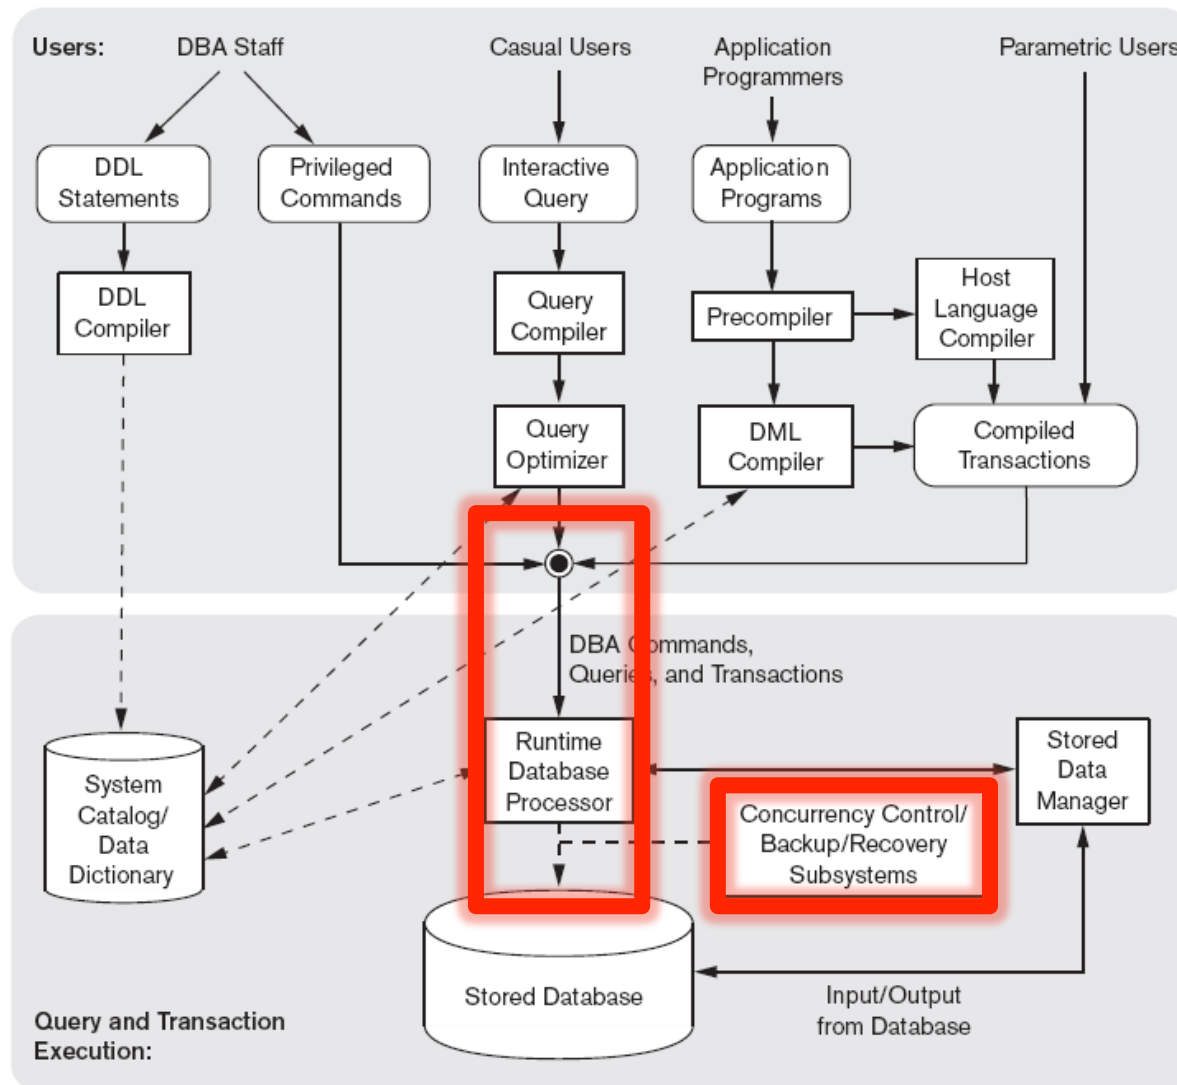 Users:
DBA Staff
Casual Users
Application
Programmers
Parametric Users
DDL
Statements
Privileged
Commands
Interactive
Query
Application
Programs
DDL
Compiler
Query
Compiler
Precompiler
Host
Language
Compiler
Query
Optimizer
DML
Compiler
Compiled
Transactions
DBA Commands,
Queries, and Transactions
System
Catalog/
Data
Dictionary
Runtime
Database
Processor
Stored
Data
Manager
Concurrency Control/
Backup/Recovery
Subsystems
Stored Database
Input/Output
from Database
Query and Transaction
Execution: